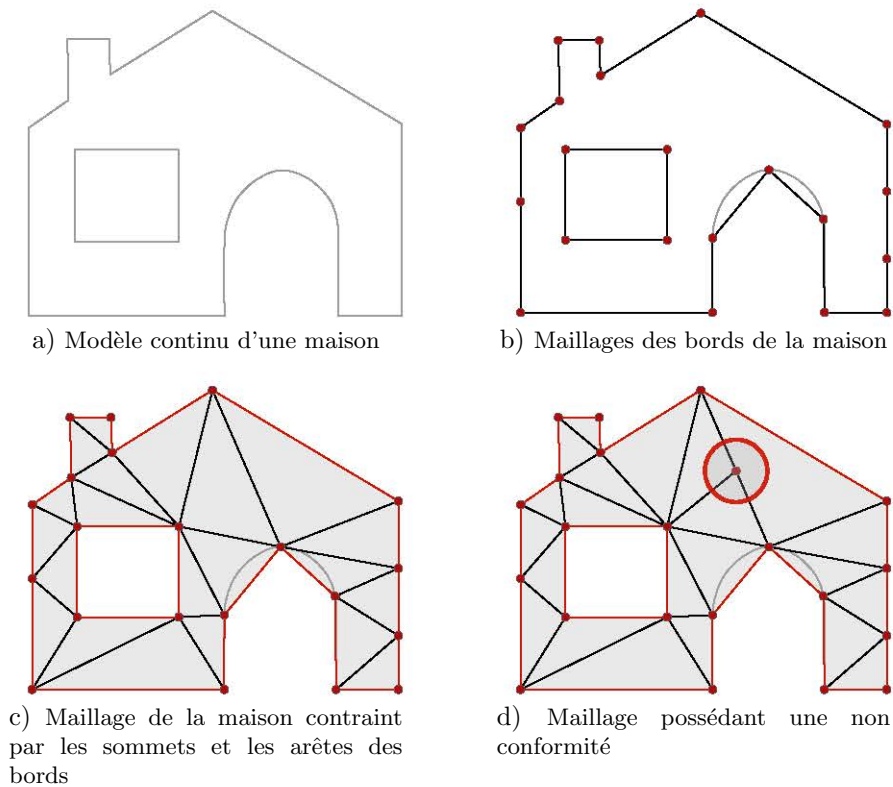 a) Modèle continu d'une maison
b) Maillages des bords de la maison
c) Maillage de la maison contraint
par les sommets et les arêtes des
bords
d) Maillage possédant une non
conformité